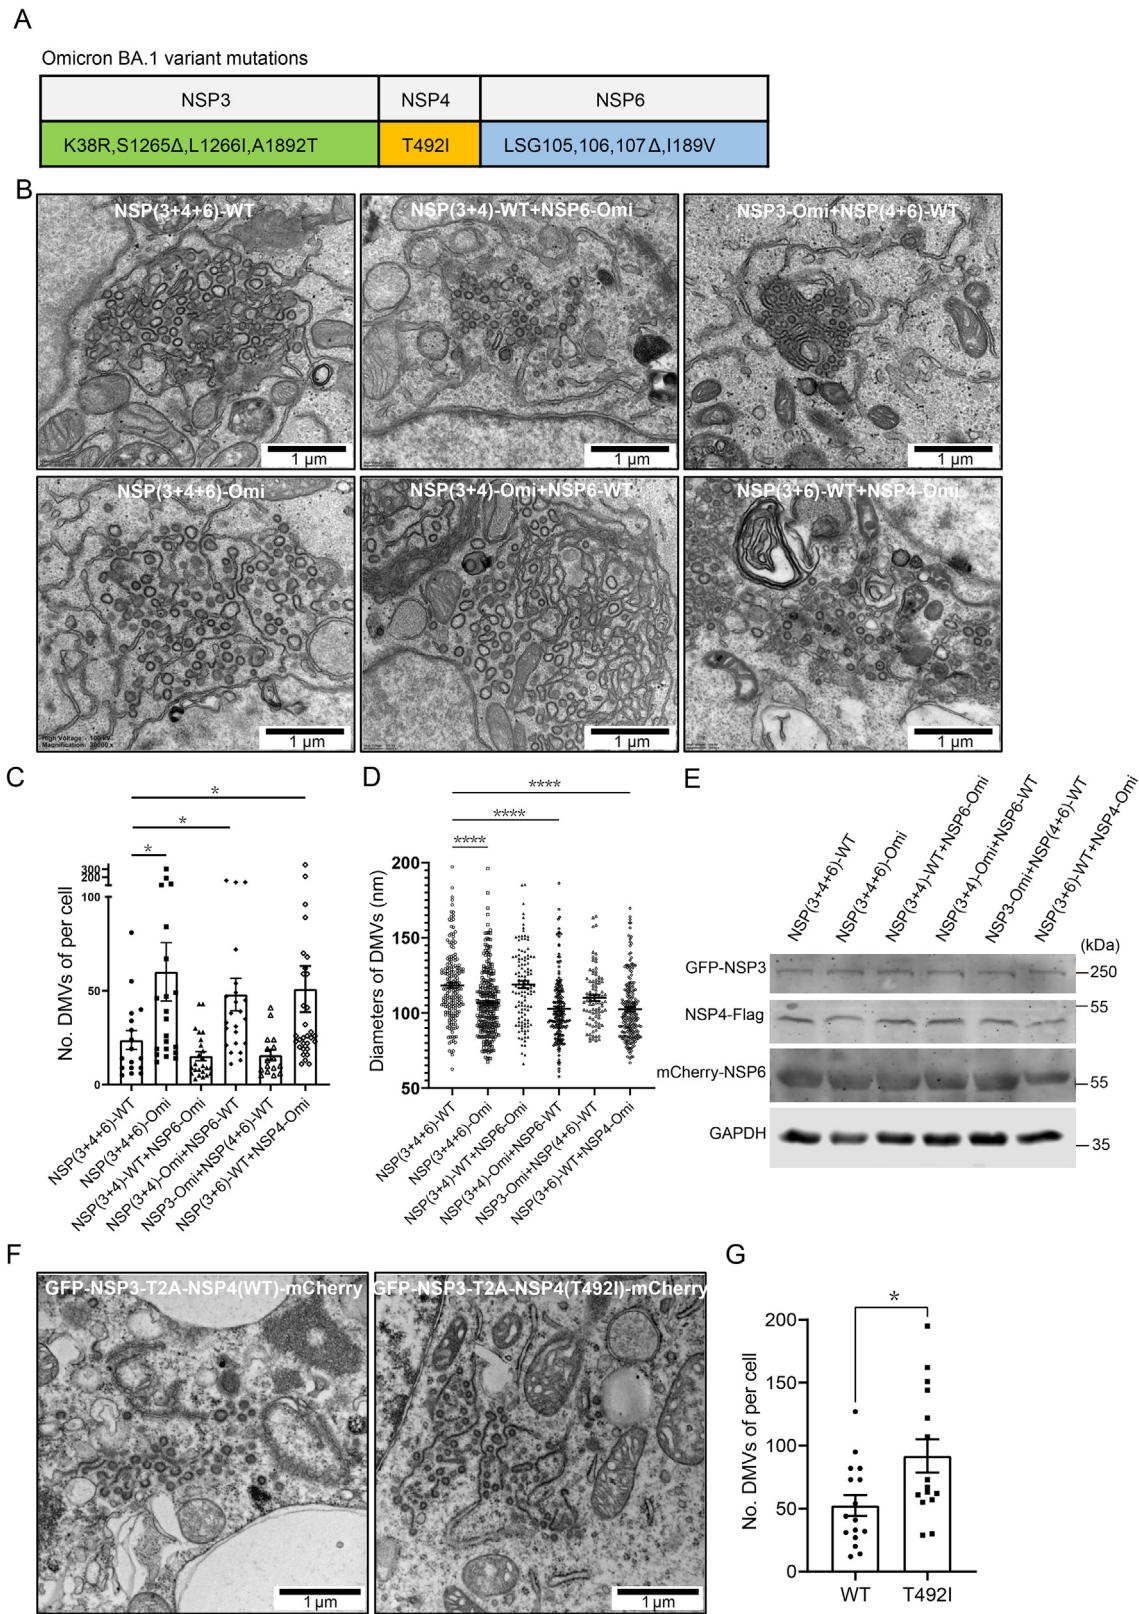 A
Omicron BA.1 variant mutations
NSP3 NSP4 NSP6
K38R,S1265Δ,L1266I,A1892T T492I LSG105,106,107Δ,I189V
B
NSP(3+4+6)-WT NSP(3+4)-WT+NSP6-Omi NSP3-Omi+NSP(4+6)-WT
1 μm 1 μm 1 μm
NSP(3+4+6)-Omi NSP(3+4)-Omi+NSP6-WT NSP(3+6)-WT+NSP4-Omi
High Voltage: 100 kV
Magnification: 20000 x
1 μm 1 μm 1 μm
C
No. DMVs of per cell
300
200
100
50
0
* * *
NSP(3+4+6)-WT
NSP(3+4+6)-Omi
NSP(3+4)-WT+NSP6-Omi
NSP(3+4)-Omi+NSP6-WT
NSP3-Omi+NSP(4+6)-WT
NSP(3+6)-WT+NSP4-Omi
D
Diameters of DMVs (nm)
200
150
100
50
**** **** ****
NSP(3+4+6)-WT
NSP(3+4+6)-Omi
NSP(3+4)-WT+NSP6-Omi
NSP(3+4)-Omi+NSP6-WT
NSP3-Omi+NSP(4+6)-WT
NSP(3+6)-WT+NSP4-Omi
E
NSP(3+4+6)-WT
NSP(3+4+6)-Omi
NSP(3+4)-WT+NSP6-Omi
NSP(3+4)-Omi+NSP6-WT
NSP3-Omi+NSP(4+6)-WT
NSP(3+6)-WT+NSP4-Omi
(kDa)
GFP-NSP3 250
NSP4-Flag 55
mCherry-NSP6 55
GAPDH 35
F
GFP-NSP3-T2A-NSP4(WT)-mCherry GFP-NSP3-T2A-NSP4(T492I)-mCherry
1 μm 1 μm
G
No. DMVs of per cell
200
150
100
50
0
*
WT T492I